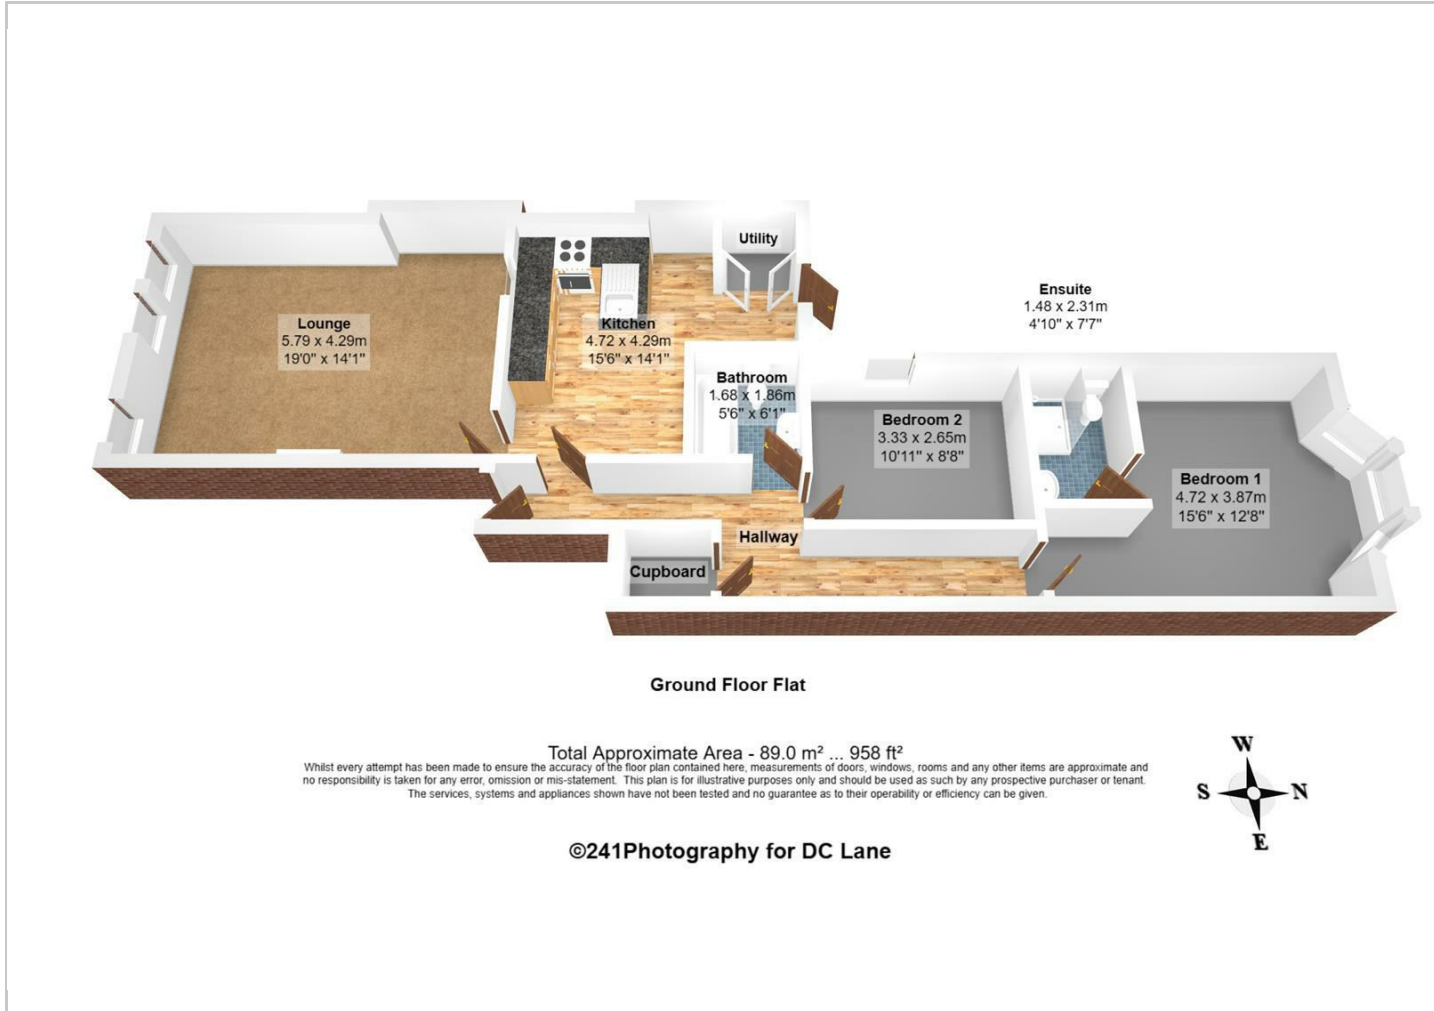 Utility
Ensuite
1.48 x 2.31m
4'10" x 7'7"
Lounge
5.79 x 4.29m
19'0" x 14'1"
Kitchen
4.72 x 4.29m
15'6" x 14'1"
Bathroom
1.68 x 1.86m
5'6" x 6'1"
Bedroom 2
3.33 x 2.65m
10'11" x 8'8"
Bedroom 1
4.72 x 3.87m
15'6" x 12'8"
Hallway
Cupboard
Ground Floor Flat
Total Approximate Area - 89.0 m² ... 958 ft²
Whilst every attempt has been made to ensure the accuracy of the floor plan contained here, measurements of doors, windows, rooms and any other items are approximate and
no responsibility is taken for any error, omission or mis-statement. This plan is for illustrative purposes only and should be used as such by any prospective purchaser or tenant.
The services, systems and appliances shown have not been tested and no guarantee as to their operability or efficiency can be given.
W
S N
E
©241Photography for DC Lane